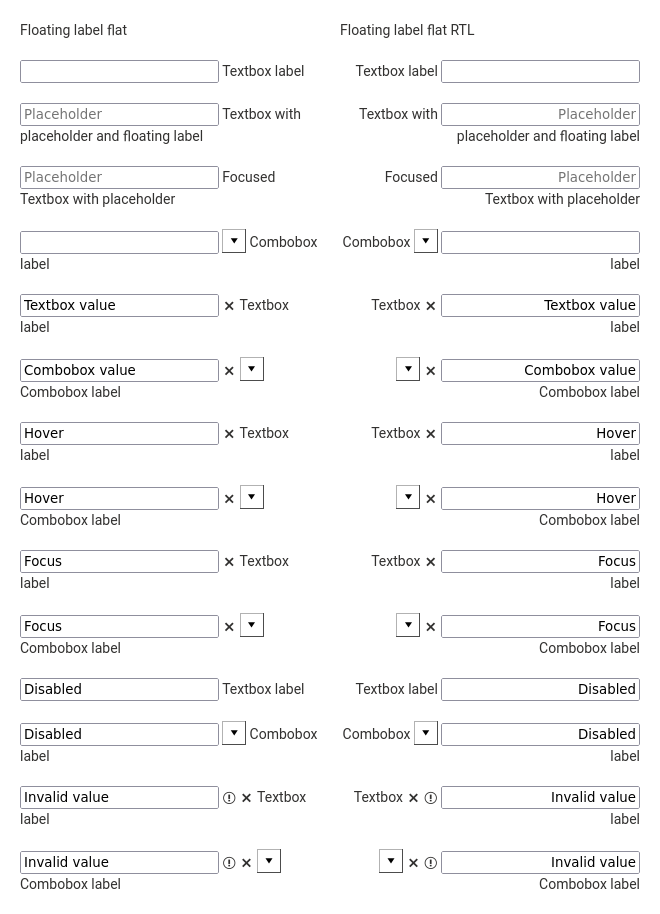 Floating label flat
Floating label flat RTL
Textbox label
Textbox label
Placeholder Textbox with
placeholder and floating label
Textbox with Placeholder
placeholder and floating label
Placeholder Focused
Textbox with placeholder
Focused Placeholder
Textbox with placeholder
Combobox
label
Combobox
label
Textbox value Textbox
label
Textbox Textbox value
label
Combobox value
Combobox label
Combobox value
Combobox label
Hover Textbox
label
Textbox Hover
label
Hover
Combobox label
Hover
Combobox label
Focus Textbox
label
Textbox Focus
label
Focus
Combobox label
Focus
Combobox label
Disabled Textbox label
Textbox label Disabled
Disabled Combobox
label
Combobox Disabled
label
Invalid value Textbox
label
Textbox Invalid value
label
Invalid value
Combobox label
Invalid value
Combobox label